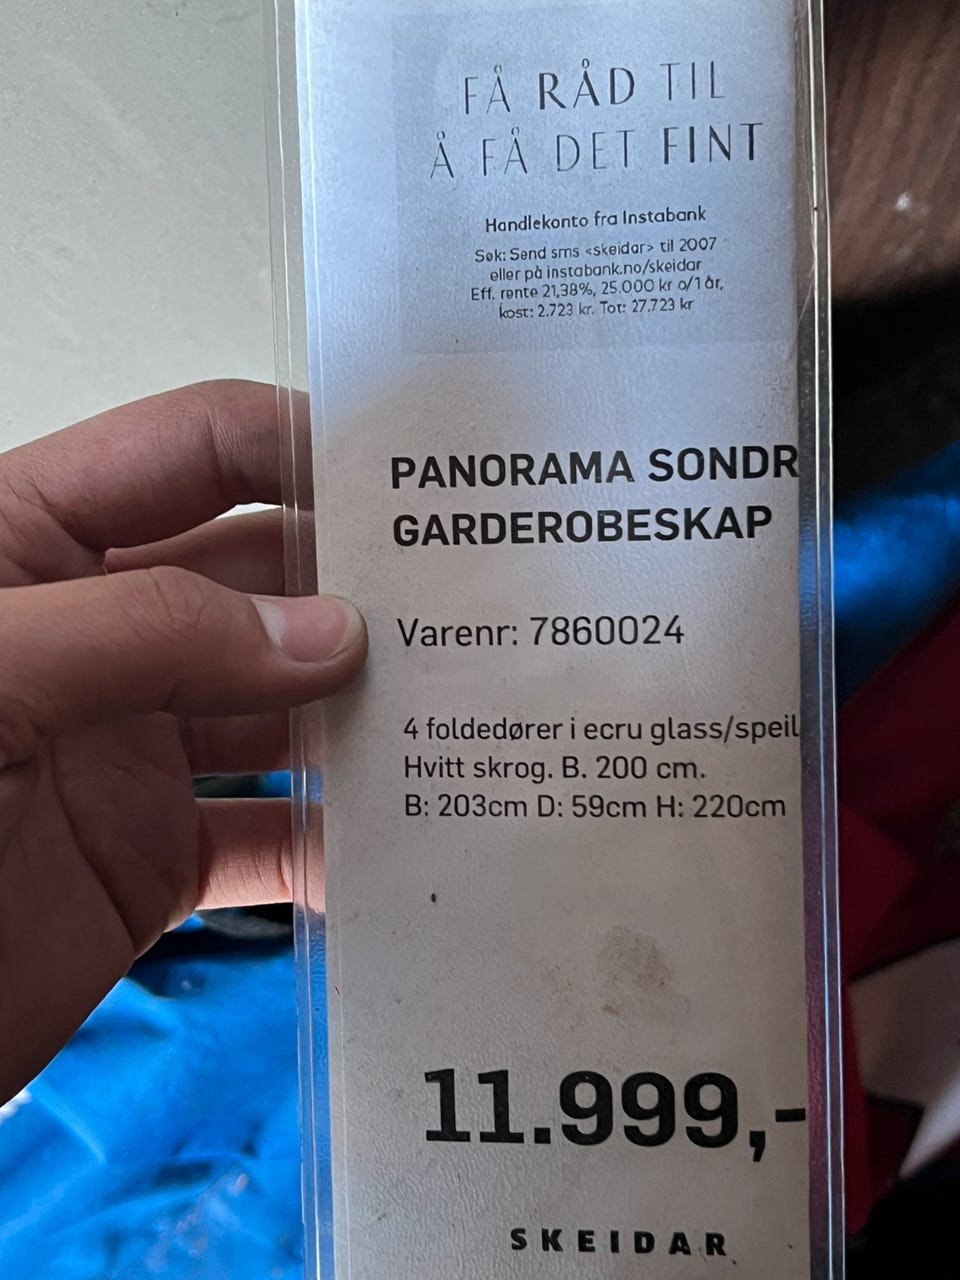 FÅ RÅD TIL
Å FÅ DET FINT
Handlekonto fra Instabank
Søk: Send sms <skeidar> til 2007
eller på instabank.no/skeidar
Eff. rente 21,38%, 25.000 kr o/1 år,
kost: 2.723 kr. Tot: 27.723 kr
PANORAMA SONDR
GARDEROBESKAP
Varenr: 7860024
4 foldedører i ecru glass/speil
Hvitt skrog. B. 200 cm.
B: 203cm D: 59cm H: 220cm
11.999,-
SKEIDAR